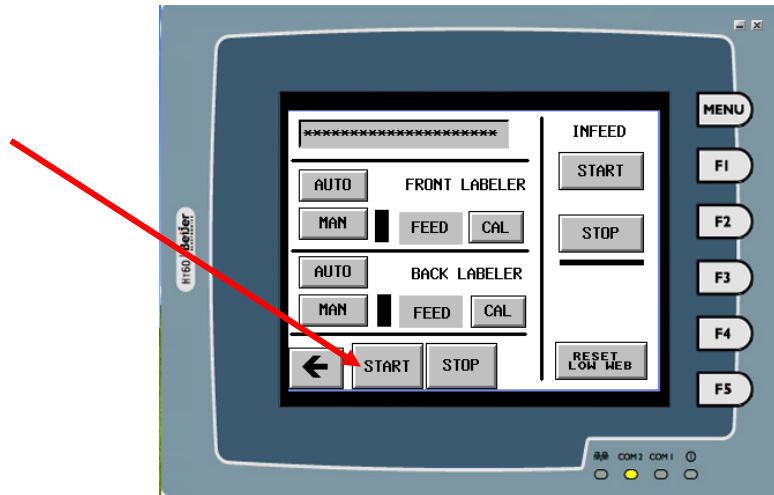 MENU
*********************
INFEED
AUTO FRONT LABELER START F1
MAN FEED CAL STOP F2
AUTO BACK LABELER F3
MAN FEED CAL
START STOP RESET LOW WEB F4
F5
HT60 Beijer
COM2 COM1